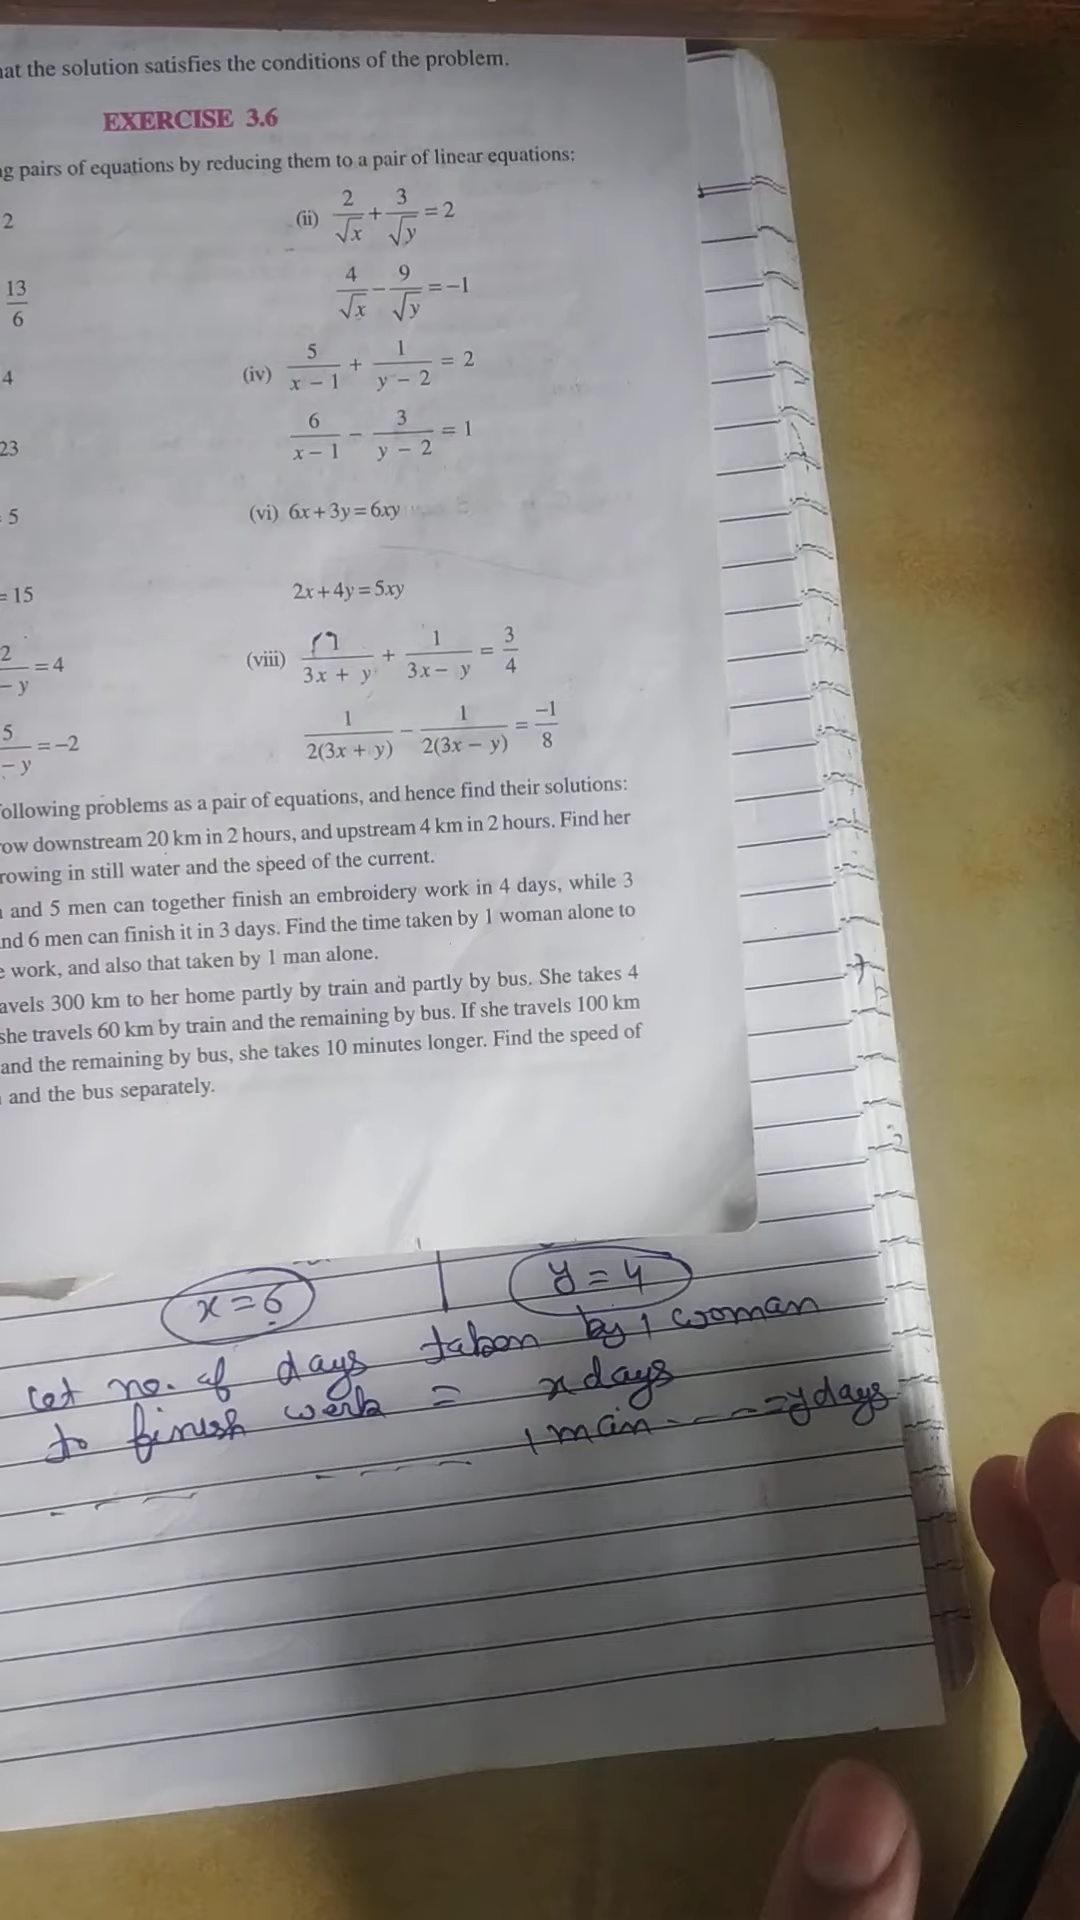 hat the solution satisfies the conditions of the problem.
EXERCISE 3.6
pairs of equations by reducing them to a pair of linear equations:
2
(ii) 2/√x + 3/√y = 2
13/6
4/√x - 9/√y = -1
4
(iv) 5/(x - 1) + 1/(y - 2) = 2
23
6/(x - 1) - 3/(y - 2) = 1
5
(vi) 6x + 3y = 6xy
= 15
2x + 4y = 5xy
2/- y = 4
(viii) /(3x + y) + 1/(3x - y) = 3/4
5/- y = -2
1/2(3x + y) - 1/2(3x - y) = -1/8
ollowing problems as a pair of equations, and hence find their solutions:
ow downstream 20 km in 2 hours, and upstream 4 km in 2 hours. Find her
rowing in still water and the speed of the current.
and 5 men can together finish an embroidery work in 4 days, while 3
nd 6 men can finish it in 3 days. Find the time taken by 1 woman alone to
e work, and also that taken by 1 man alone.
avels 300 km to her home partly by train and partly by bus. She takes 4
she travels 60 km by train and the remaining by bus. If she travels 100 km
and the remaining by bus, she takes 10 minutes longer. Find the speed of
and the bus separately.
x = 6
y = 4
Let no. of days taken by 1 woman
to finish work = x days
1 man - - - - = y days